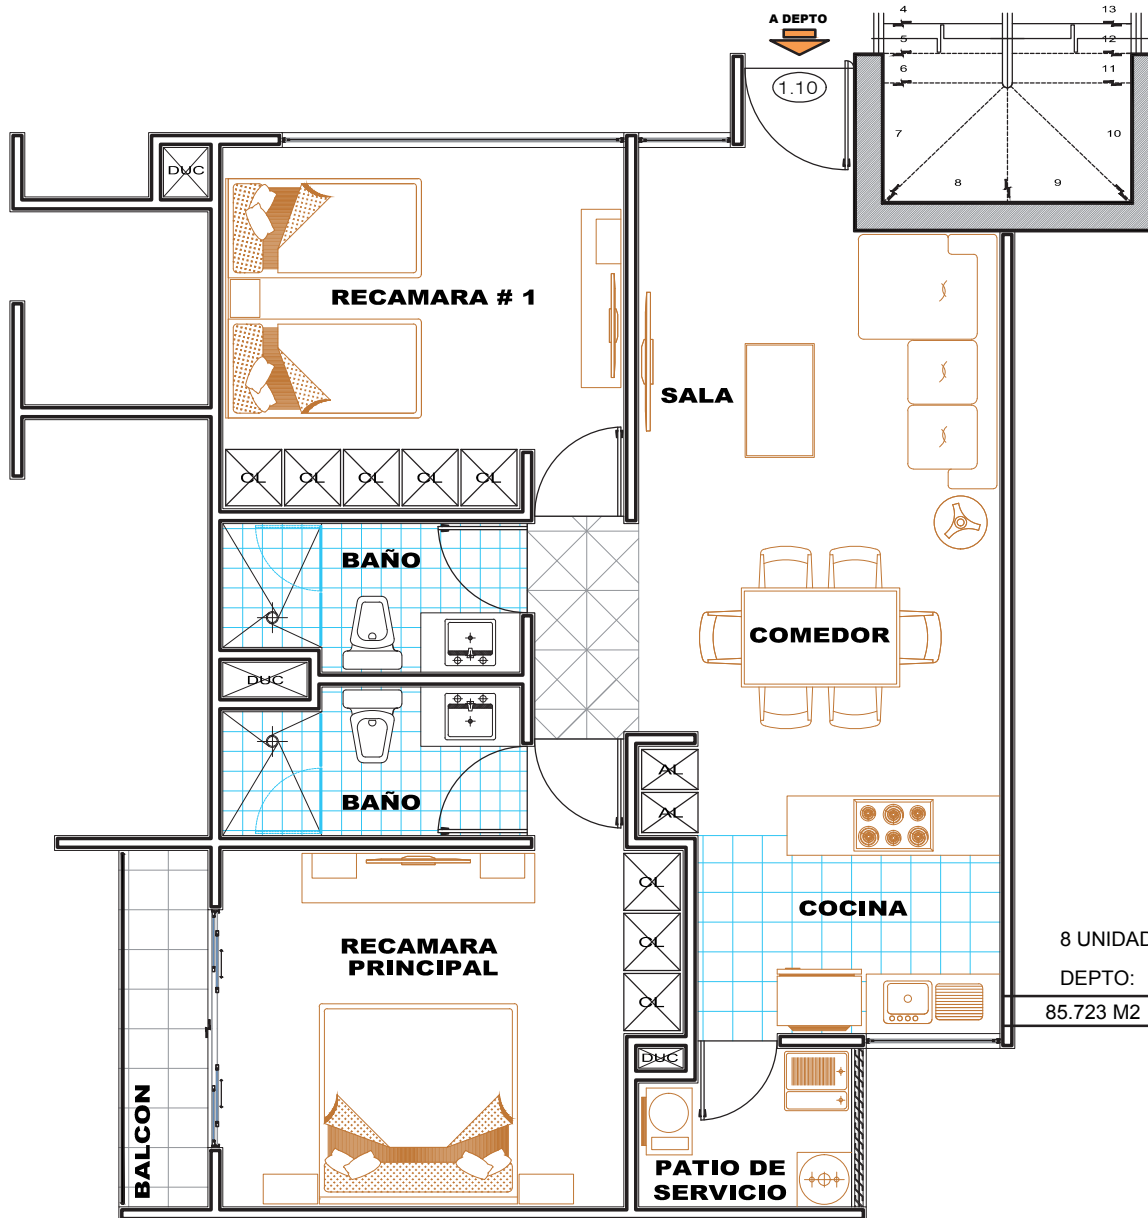 A DEPTO
1.10
4
13
5
12
6
11
7
10
8
9
DUC
RECAMARA # 1
SALA
CL
CL
CL
CL
CL
BAÑO
COMEDOR
DUC
AL
AL
BAÑO
CL
COCINA
RECAMARA
PRINCIPAL
CL
CL
8 UNIDAD
DEPTO:
85.723 M2
DUC
BALCON
PATIO DE
SERVICIO